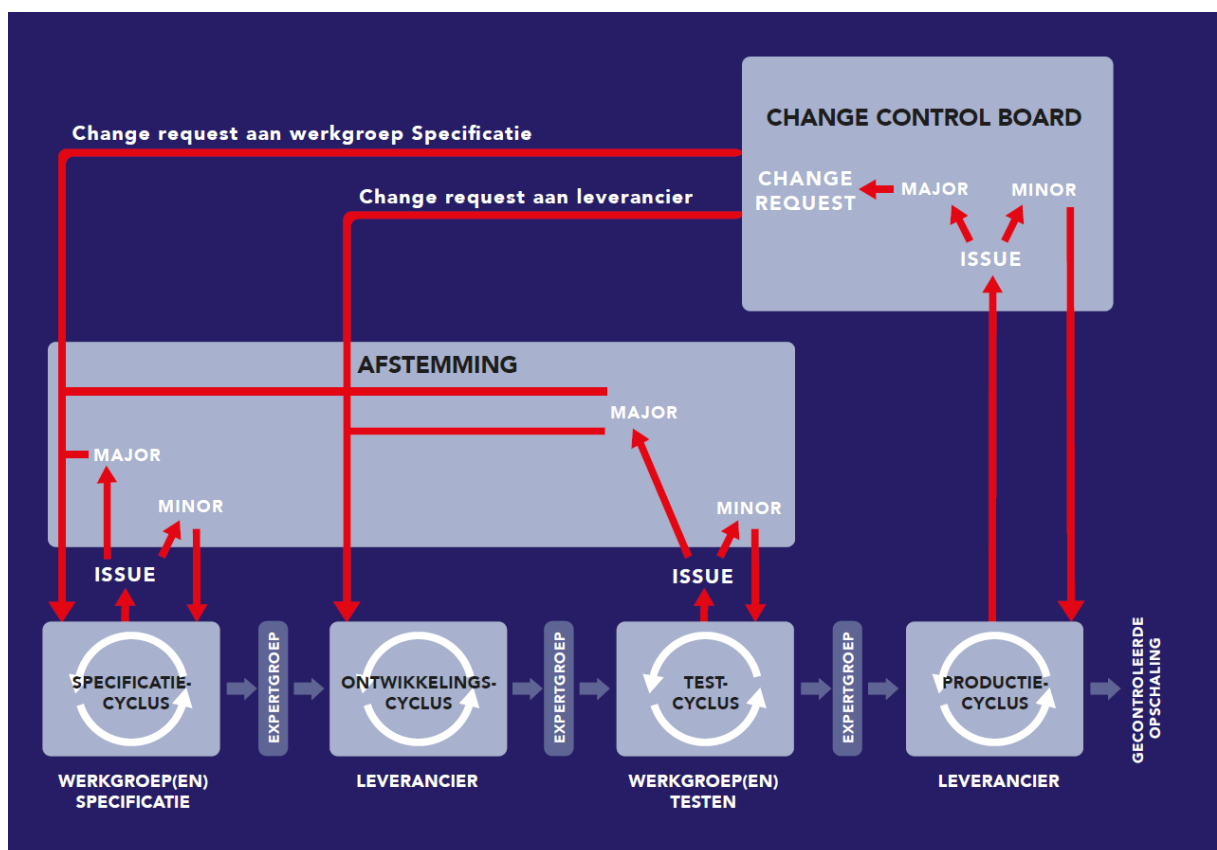 CHANGE CONTROL BOARD
Change request aan werkgroep Specificatie
CHANGE
REQUEST
MAJOR
MINOR
Change request aan leverancier
ISSUE
AFSTEMMING
MAJOR
MAJOR
MINOR
MINOR
ISSUE
ISSUE
SPECIFICATIE-
CYCLUS
EXPERTGROEP
ONTWIKKELINGS-
CYCLUS
EXPERTGROEP
TEST-
CYCLUS
EXPERTGROEP
PRODUCTIE-
CYCLUS
GECONTROLEERDE
OPSCHALING
WERKGROEP(EN)
SPECIFICATIE
LEVERANCIER
WERKGROEP(EN)
TESTEN
LEVERANCIER